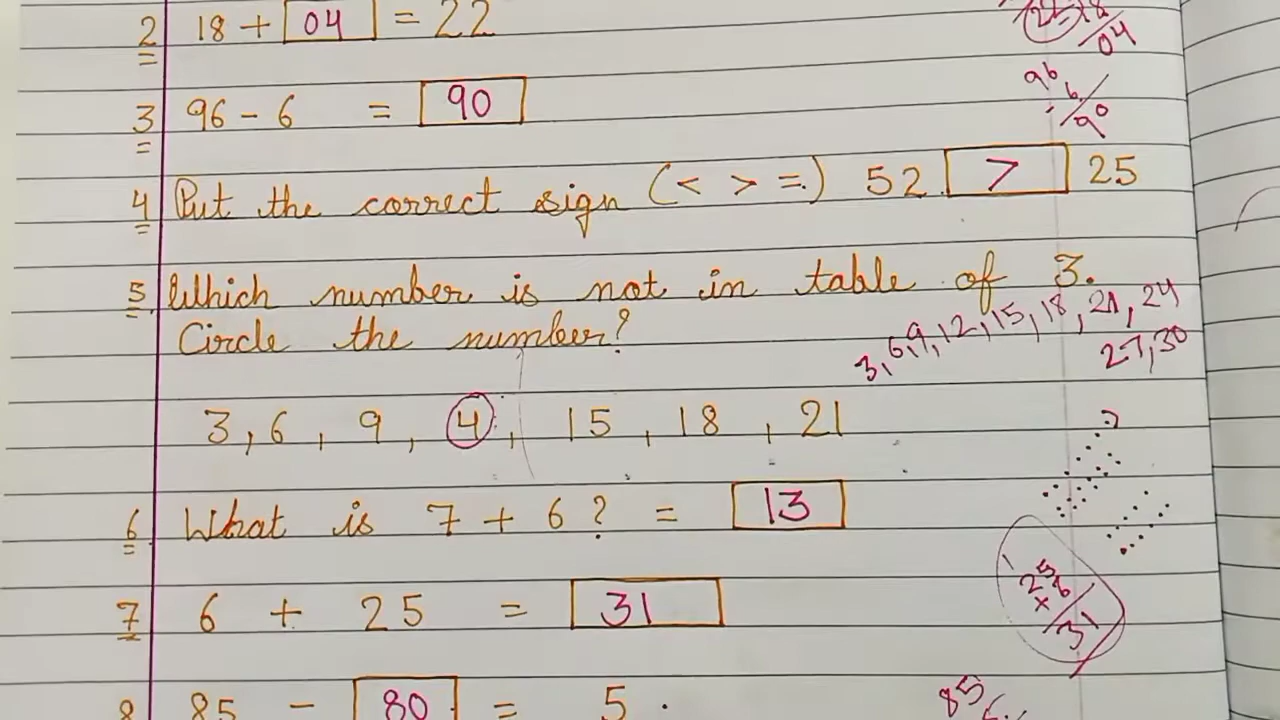 2 18 + 04 = 22
04
3 96 - 6 = 90
96
- 6
90
4 Put the correct sign (< > =) 52 > 25
5 Which number is not in table of 3.
Circle the number?
3,6,9,12,15,18,21,24
27,30
3, 6, 9, 4, 15, 18, 21
6 What is 7 + 6? = 13
7 6 + 25 = 31
1
25
+ 6
31
8 85 - 80 = 5.
85